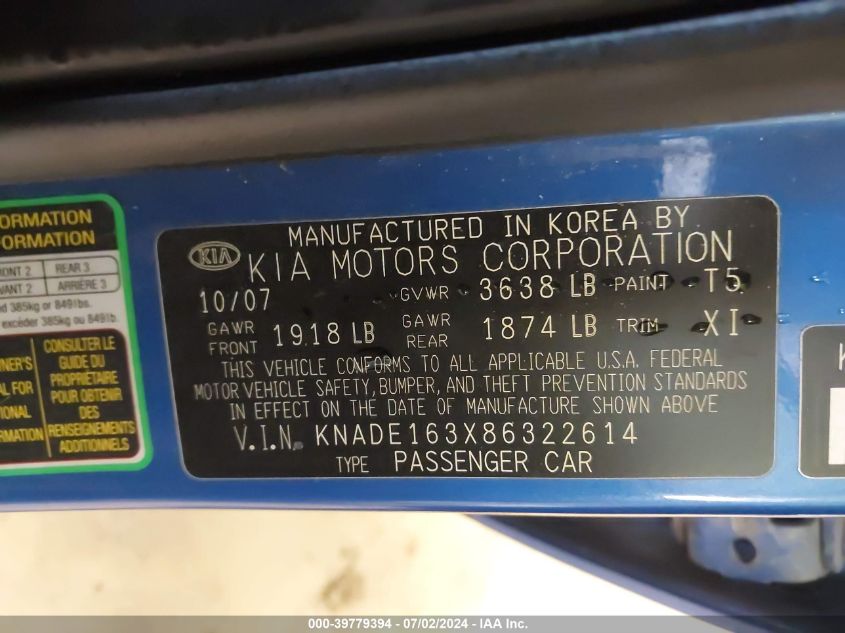 ORMATION
FORMATION
RONT 2 REAR 3
VANT 2 ARRIÈRE 3
d 385kg or 849lbs.
excéder 385kg ou 849lb.
NER'S
AL FOR
IONAL
RMATION
CONSULTER LE
GUIDE DU
PROPRIÉTAIRE
POUR OBTENIR
DES
RENSEIGNEMENTS
ADDITIONNELS
MANUFACTURED IN KOREA BY
KIA KIA MOTORS CORPORATION
10/07 GVWR 3638 LB PAINT T5
GAWR FRONT 1918 LB GAWR REAR 1874 LB TRIM XI
THIS VEHICLE CONFORMS TO ALL APPLICABLE U.S.A. FEDERAL
MOTOR VEHICLE SAFETY, BUMPER, AND THEFT PREVENTION STANDARDS
IN EFFECT ON THE DATE OF MANUFACTURE SHOWN ABOVE
V.I.N. KNADE163X86322614
TYPE PASSENGER CAR
K
000-39779394 - 07/02/2024 - Copyright © IAA, Inc.